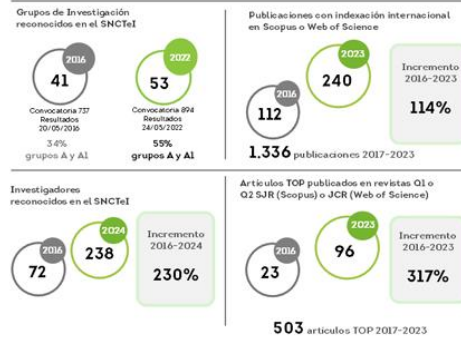 Grupos de Investigación
reconocidos en el SNCTeI
2016
41
Convocatoria 737
Resultados
20/05/2016
34%
grupos A y A1
2022
53
Convocatoria 894
Resultados
24/05/2022
55%
grupos A y A1
Publicaciones con indexación internacional
en Scopus o Web of Science
2016
112
2023
240
Incremento
2016-2023
114%
1.336 publicaciones 2017-2023
Investigadores
reconocidos en el SNCTeI
2016
72
2024
238
Incremento
2016-2024
230%
Artículos TOP publicados en revistas Q1 o
Q2 SJR (Scopus) o JCR (Web of Science)
2016
23
2023
96
Incremento
2016-2023
317%
503 artículos TOP 2017-2023